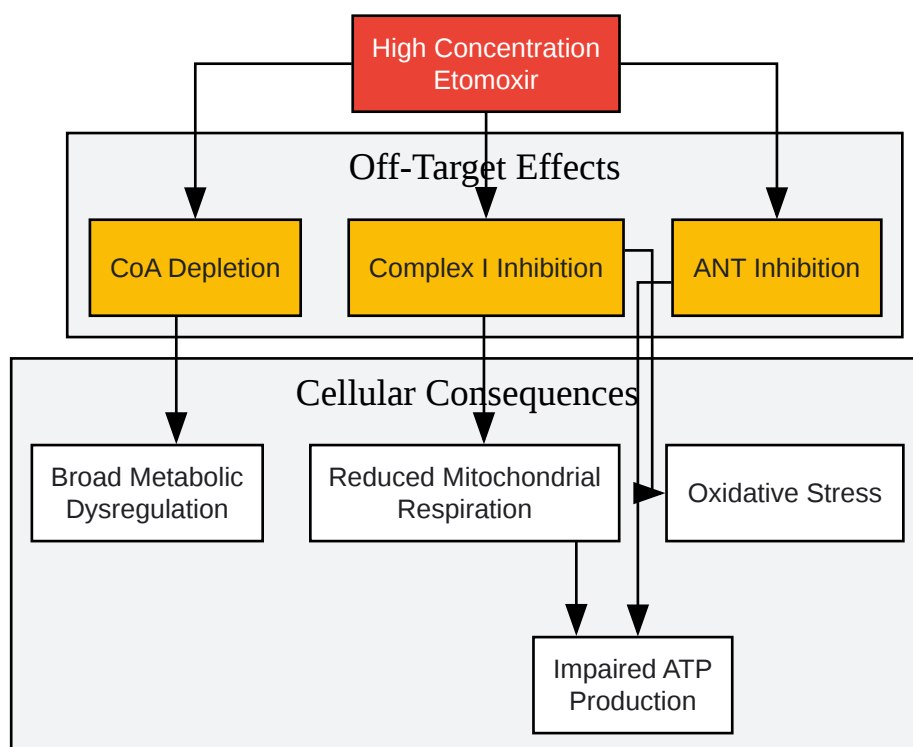 High Concentration
Etomoxir
Off-Target Effects
CoA Depletion
Complex I Inhibition
ANT Inhibition
Cellular Consequences
Broad Metabolic
Dysregulation
Reduced Mitochondrial
Respiration
Oxidative Stress
Impaired ATP
Production